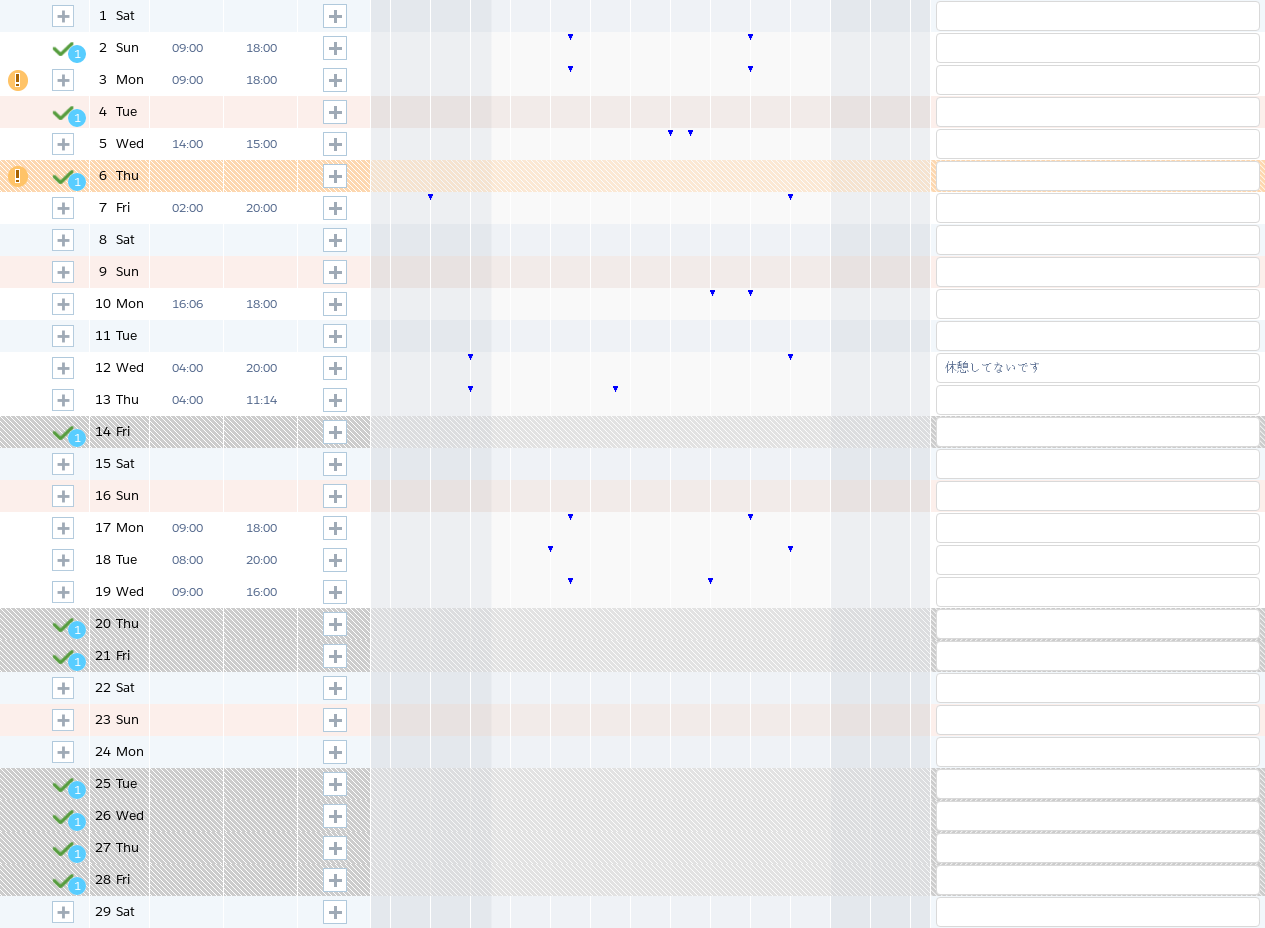 1 Sat
1 2 Sun 09:00 18:00
3 Mon 09:00 18:00
1 4 Tue
5 Wed 14:00 15:00
1 6 Thu
7 Fri 02:00 20:00
8 Sat
9 Sun
10 Mon 16:06 18:00
11 Tue
12 Wed 04:00 20:00 休憩してないです
13 Thu 04:00 11:14
1 14 Fri
15 Sat
16 Sun
17 Mon 09:00 18:00
18 Tue 08:00 20:00
19 Wed 09:00 16:00
1 20 Thu
1 21 Fri
22 Sat
23 Sun
24 Mon
1 25 Tue
1 26 Wed
1 27 Thu
1 28 Fri
29 Sat